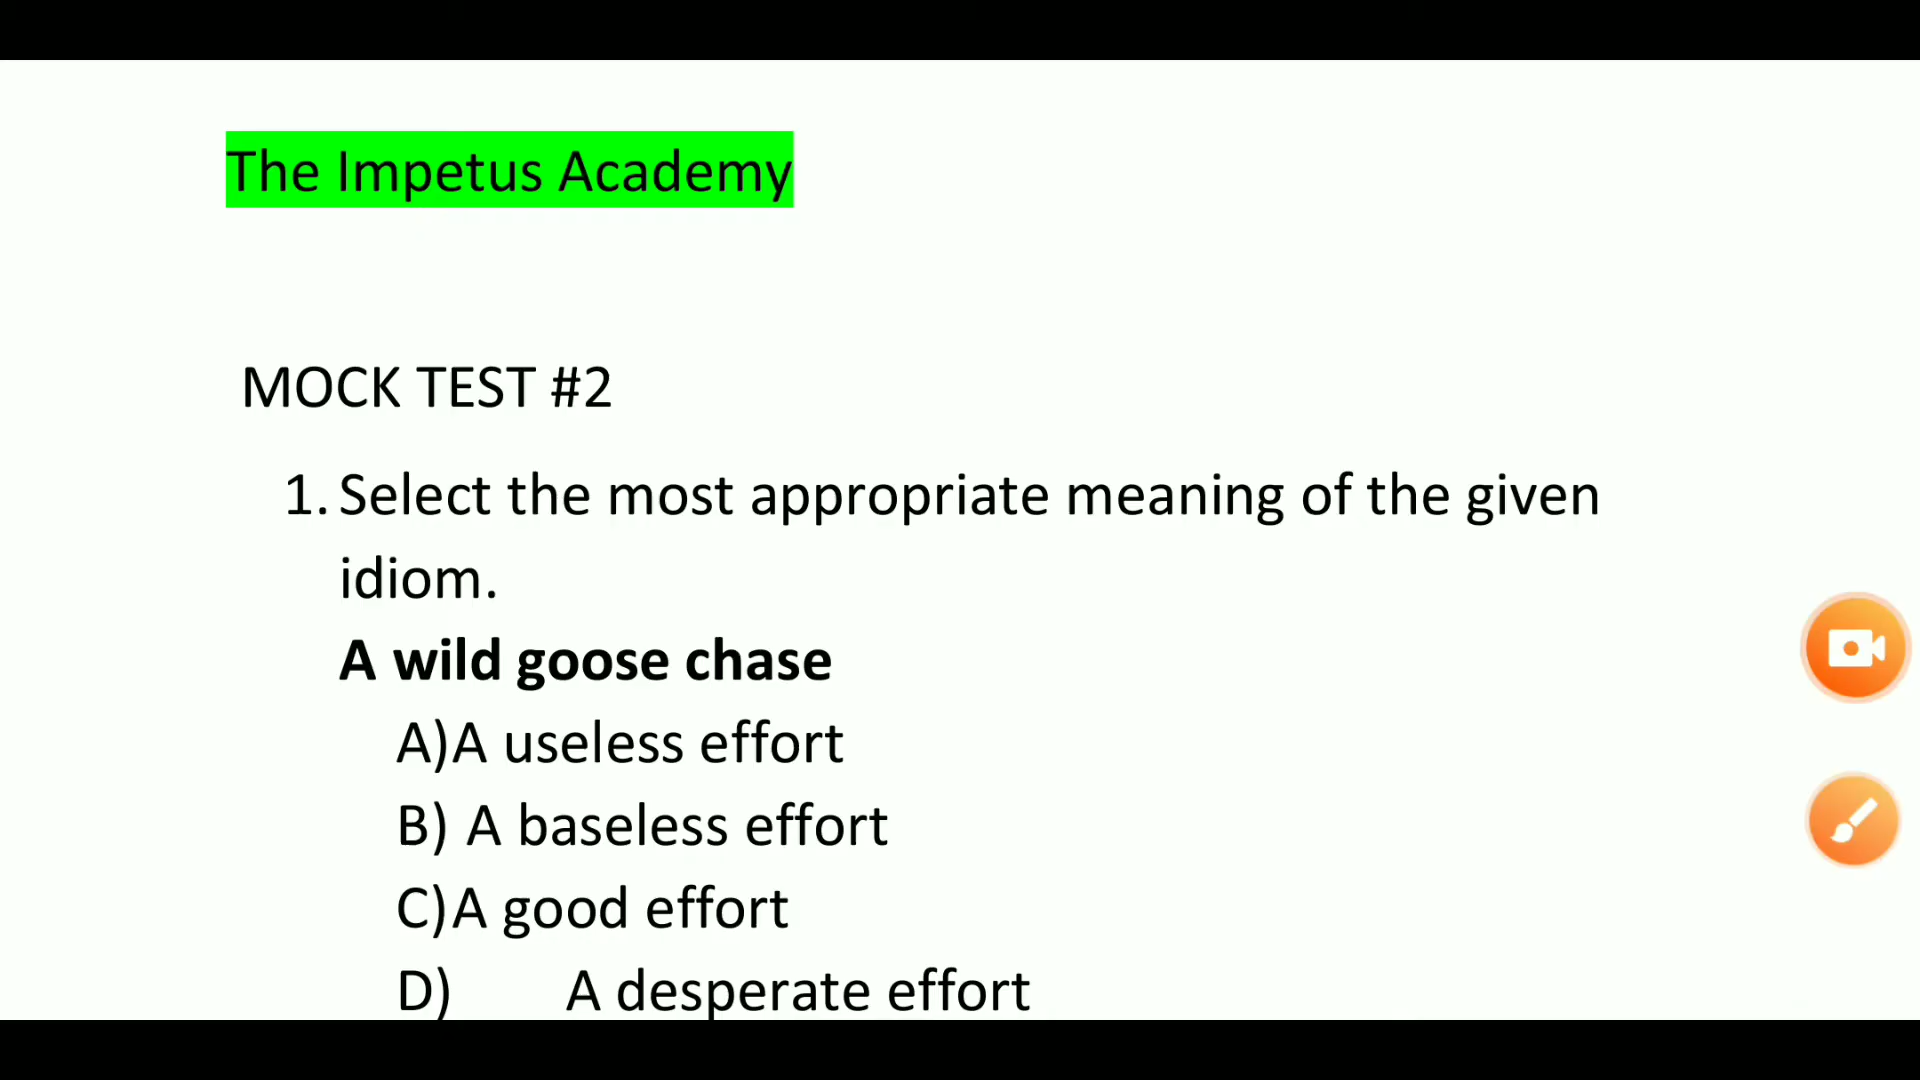 The Impetus Academy
MOCK TEST #2
1. Select the most appropriate meaning of the given
idiom.
A wild goose chase
A)A useless effort
B) A baseless effort
C)A good effort
D) A desperate effort